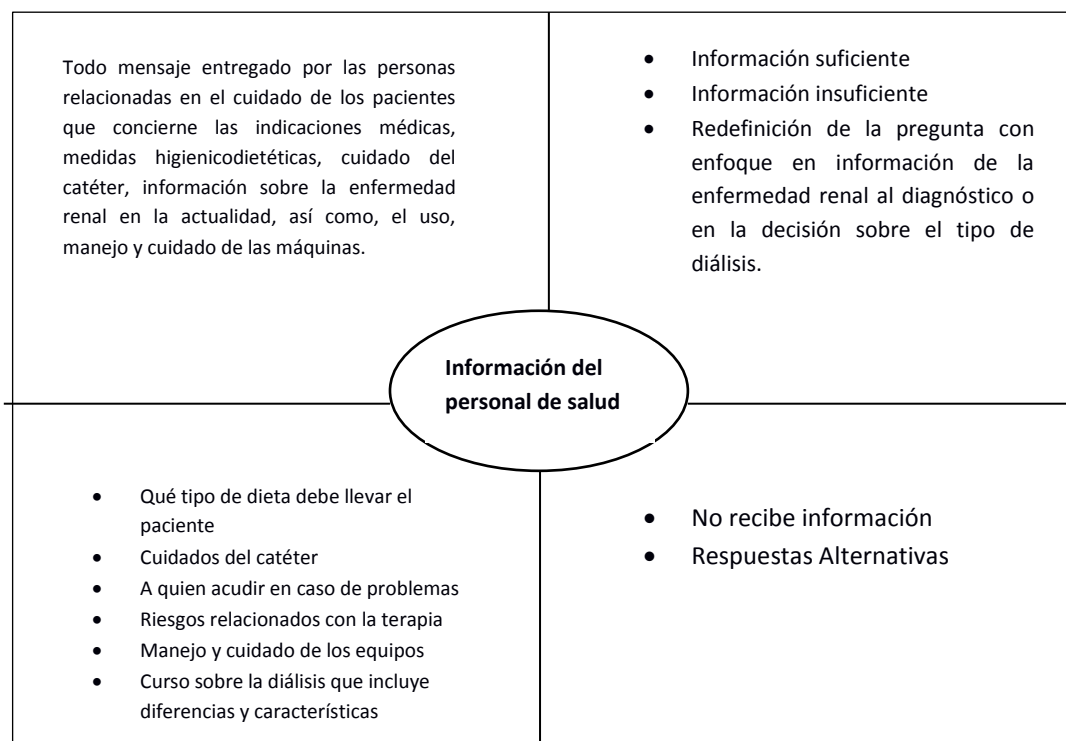 Todo mensaje entregado por las personas
relacionadas en el cuidado de los pacientes
que concierne las indicaciones médicas,
medidas higienicodietéticas, cuidado del
catéter, información sobre la enfermedad
renal en la actualidad, así como, el uso,
manejo y cuidado de las máquinas.
• Información suficiente
• Información insuficiente
• Redefinición de la pregunta con
enfoque en información de la
enfermedad renal al diagnóstico o
en la decisión sobre el tipo de
diálisis.
Información del
personal de salud
• Qué tipo de dieta debe llevar el
paciente
• Cuidados del catéter
• A quien acudir en caso de problemas
• Riesgos relacionados con la terapia
• Manejo y cuidado de los equipos
• Curso sobre la diálisis que incluye
diferencias y características
• No recibe información
• Respuestas Alternativas